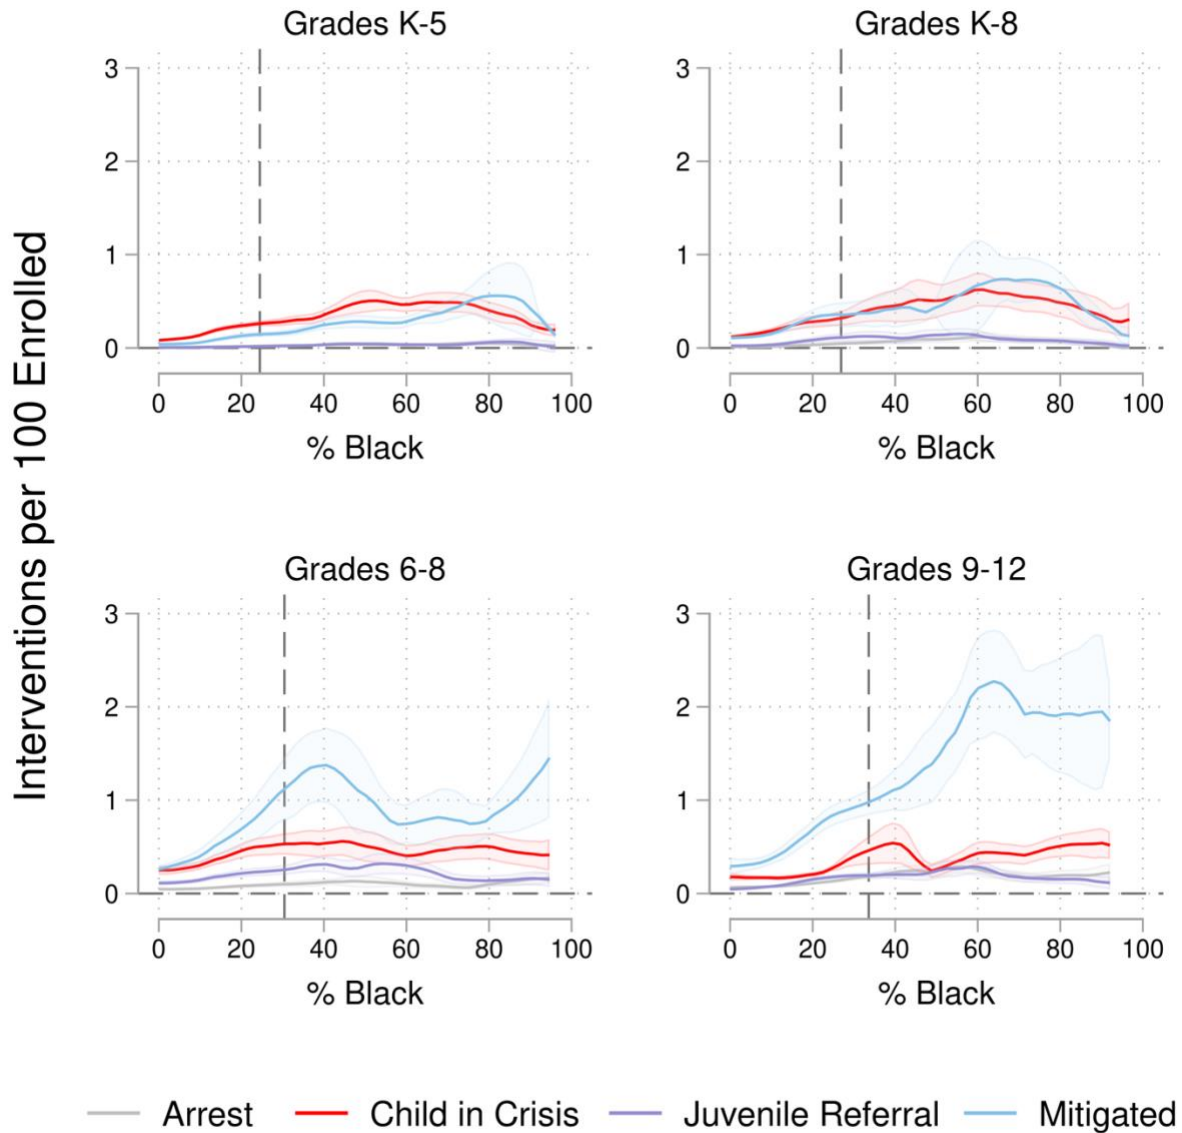 Grades K-5
Grades K-8
3
2
1
0
0 20 40 60 80 100
% Black
3
2
1
0
0 20 40 60 80 100
% Black
Interventions per 100 Enrolled
Grades 6-8
Grades 9-12
3
2
1
0
0 20 40 60 80 100
% Black
3
2
1
0
0 20 40 60 80 100
% Black
Arrest Child in Crisis Juvenile Referral Mitigated